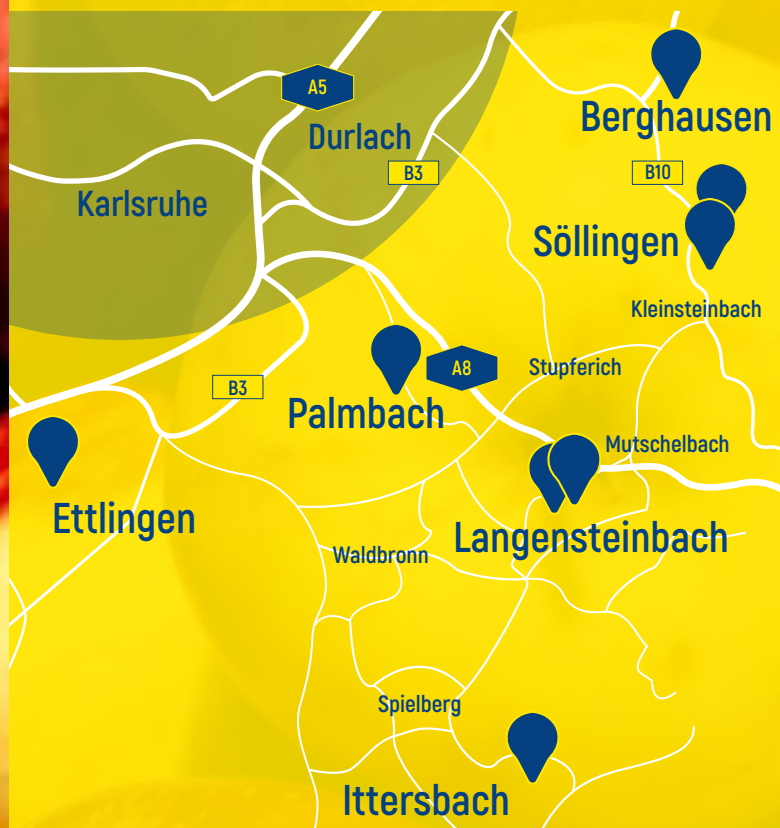 A5
Durlach
Berghausen
B3
B10
Karlsruhe
Söllingen
Kleinsteinbach
A8
Stupferich
B3
Palmbach
Mutschelbach
Ettlingen
Langensteinbach
Waldbronn
Spielberg
Ittersbach